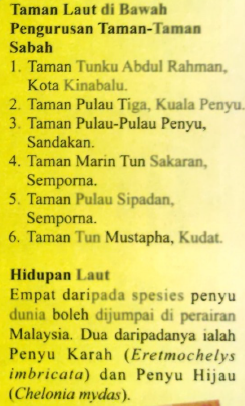 Taman Laut di Bawah
Pengurusan Taman-Taman
Sabah
1. Taman Tunku Abdul Rahman,
Kota Kinabalu.
2. Taman Pulau Tiga, Kuala Penyu.
3. Taman Pulau-Pulau Penyu,
Sandakan.
4. Taman Marin Tun Sakaran,
Semporna.
5. Taman Pulau Sipadan,
Semporna.
6. Taman Tun Mustapha, Kudat.
Hidupan Laut
Empat daripada spesies penyu
dunia boleh dijumpai di perairan
Malaysia. Dua daripadanya ialah
Penyu Karah (Eretmochelys
imbricata) dan Penyu Hijau
(Chelonia mydas).